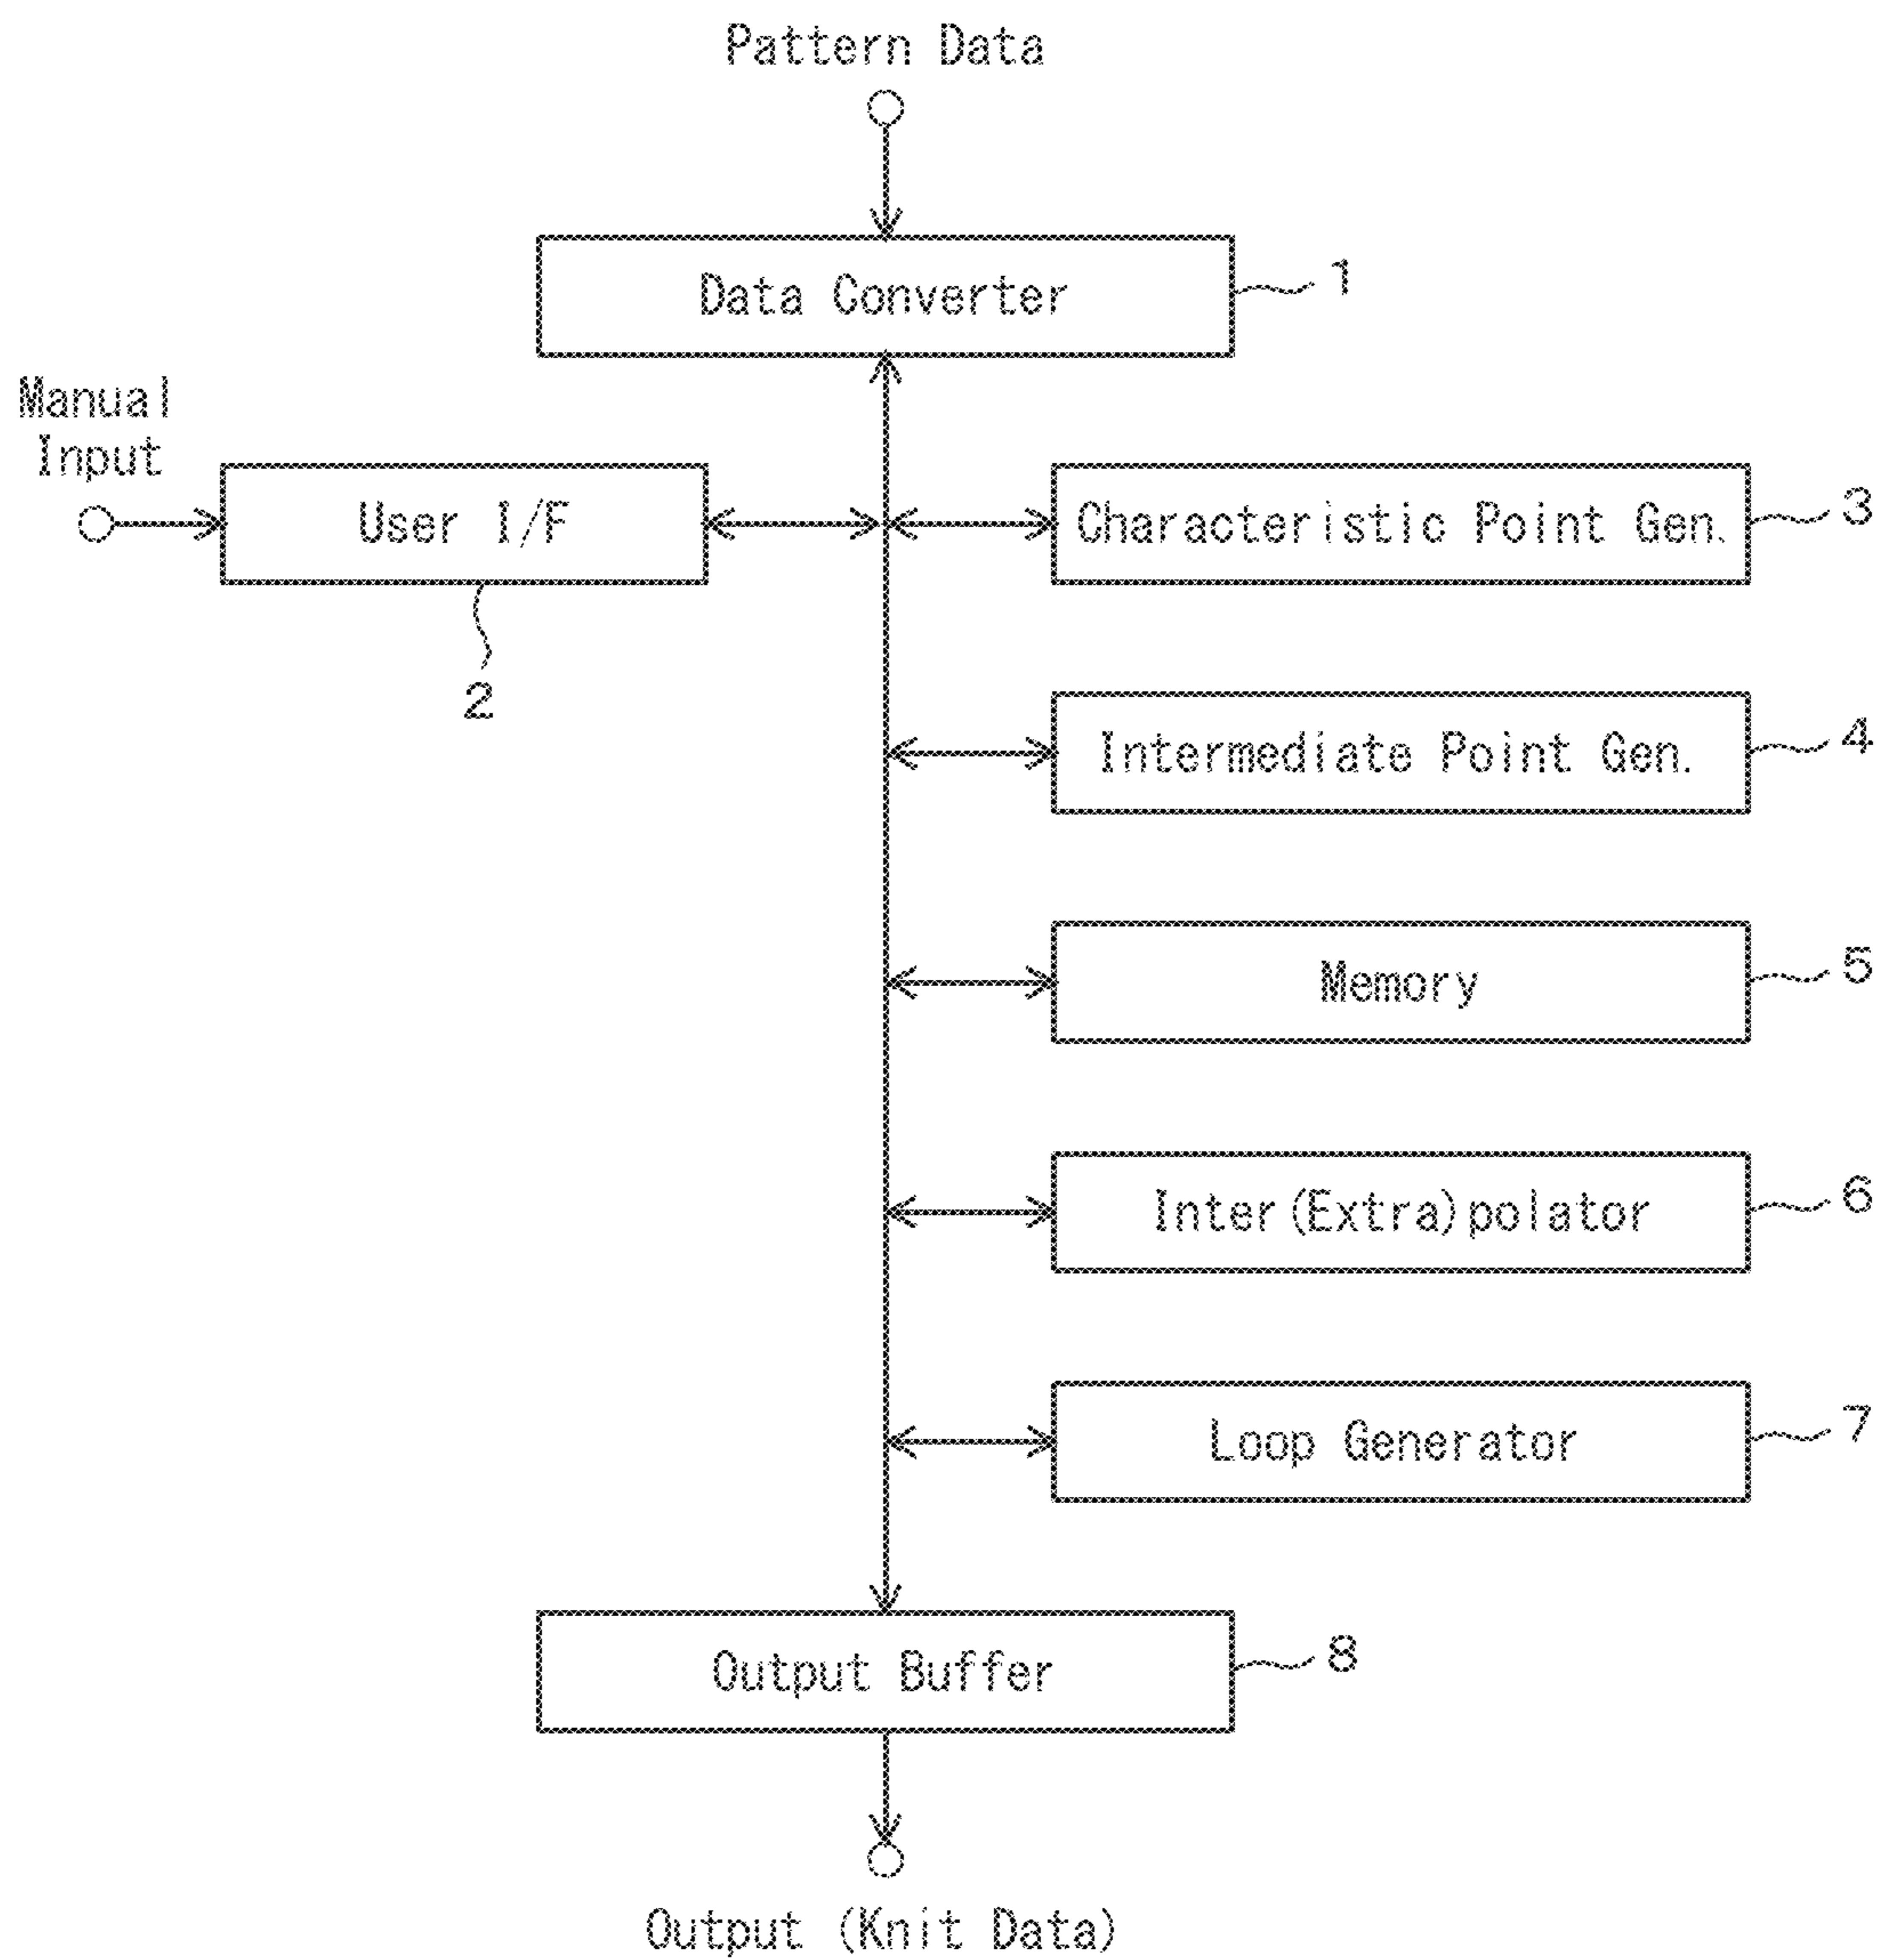 Pattern Data
Data Converter
1
Manual
Input
User I/F
2
Characteristic Point Gen.
3
Intermediate Point Gen.
4
Memory
5
Inter(Extra)polator
6
Loop Generator
7
Output Buffer
8
Output (Knit Data)